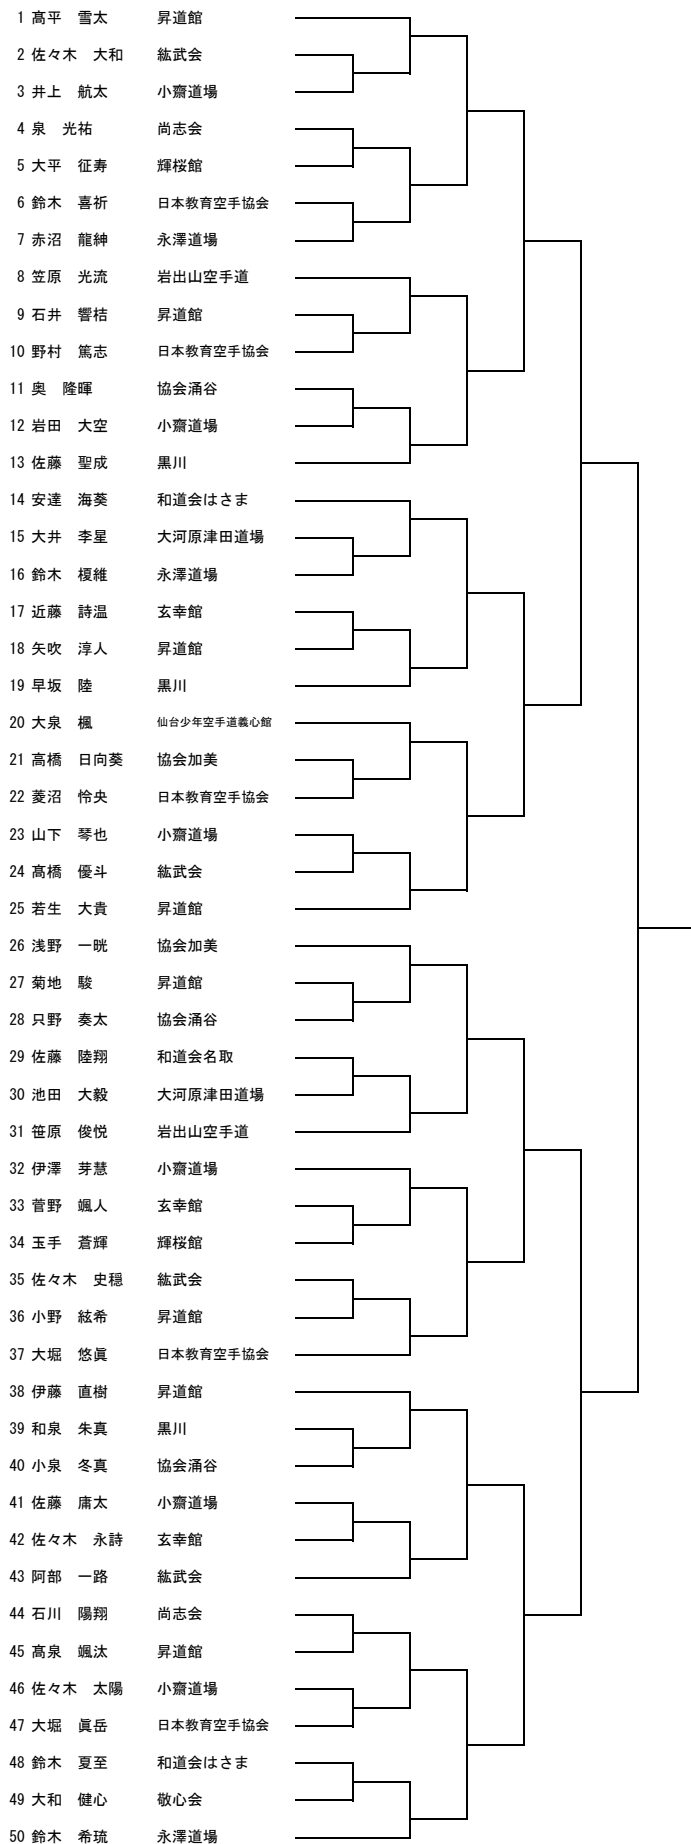 1 髙平　雪太　昇道館
2 佐々木　大和　紘武会
3 井上　航太　小齋道場
4 泉　光祐　尚志会
5 大平　征寿　輝桜館
6 鈴木　喜祈　日本教育空手協会
7 赤沼　龍紳　永澤道場
8 笠原　光流　岩出山空手道
9 石井　響桔　昇道館
10 野村　篤志　日本教育空手協会
11 奥　隆暉　協会涌谷
12 岩田　大空　小齋道場
13 佐藤　聖成　黒川
14 安達　海葵　和道会はさま
15 大井　李星　大河原津田道場
16 鈴木　榎維　永澤道場
17 近藤　詩温　玄幸館
18 矢吹　淳人　昇道館
19 早坂　陸　黒川
20 大泉　楓　仙台少年空手道義心館
21 高橋　日向葵　協会加美
22 菱沼　怜央　日本教育空手協会
23 山下　琴也　小齋道場
24 髙橋　優斗　紘武会
25 若生　大貴　昇道館
26 浅野　一晄　協会加美
27 菊地　駿　昇道館
28 只野　奏太　協会涌谷
29 佐藤　陸翔　和道会名取
30 池田　大毅　大河原津田道場
31 笹原　俊悦　岩出山空手道
32 伊澤　芽慧　小齋道場
33 菅野　颯人　玄幸館
34 玉手　蒼輝　輝桜館
35 佐々木　史穏　紘武会
36 小野　絃希　昇道館
37 大堀　悠眞　日本教育空手協会
38 伊藤　直樹　昇道館
39 和泉　朱真　黒川
40 小泉　冬真　協会涌谷
41 佐藤　庸太　小齋道場
42 佐々木　永詩　玄幸館
43 阿部　一路　紘武会
44 石川　陽翔　尚志会
45 髙泉　颯汰　昇道館
46 佐々木　太陽　小齋道場
47 大堀　眞岳　日本教育空手協会
48 鈴木　夏至　和道会はさま
49 大和　健心　敬心会
50 鈴木　希琉　永澤道場